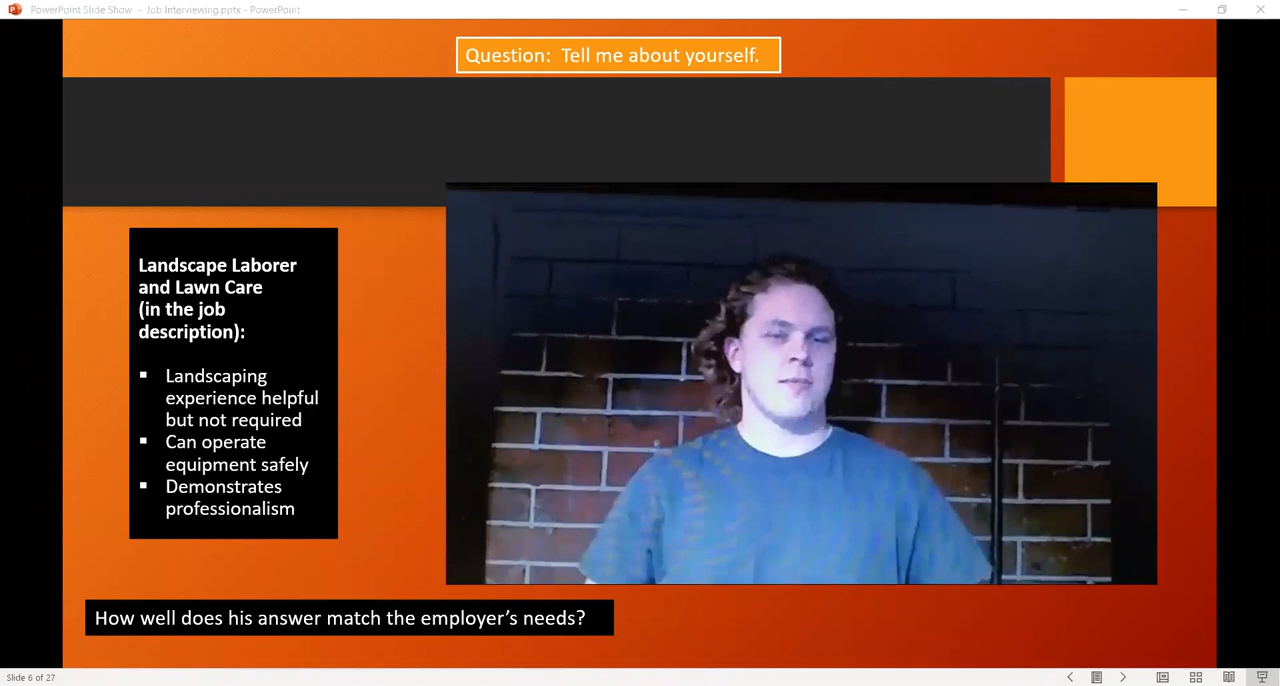 PowerPoint Slide Show - Job Interviewing.pptx - PowerPoint
Question: Tell me about yourself.
Landscape Laborer
and Lawn Care
(in the job
description):
▪ Landscaping
experience helpful
but not required
▪ Can operate
equipment safely
▪ Demonstrates
professionalism
How well does his answer match the employer’s needs?
Slide 6 of 27